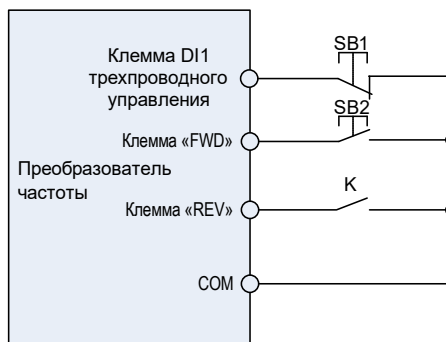 Клемма DI1
трехпроводного
управления
SB1
SB2
Клемма «FWD»
Преобразователь
частоты
Клемма «REV»
K
COM